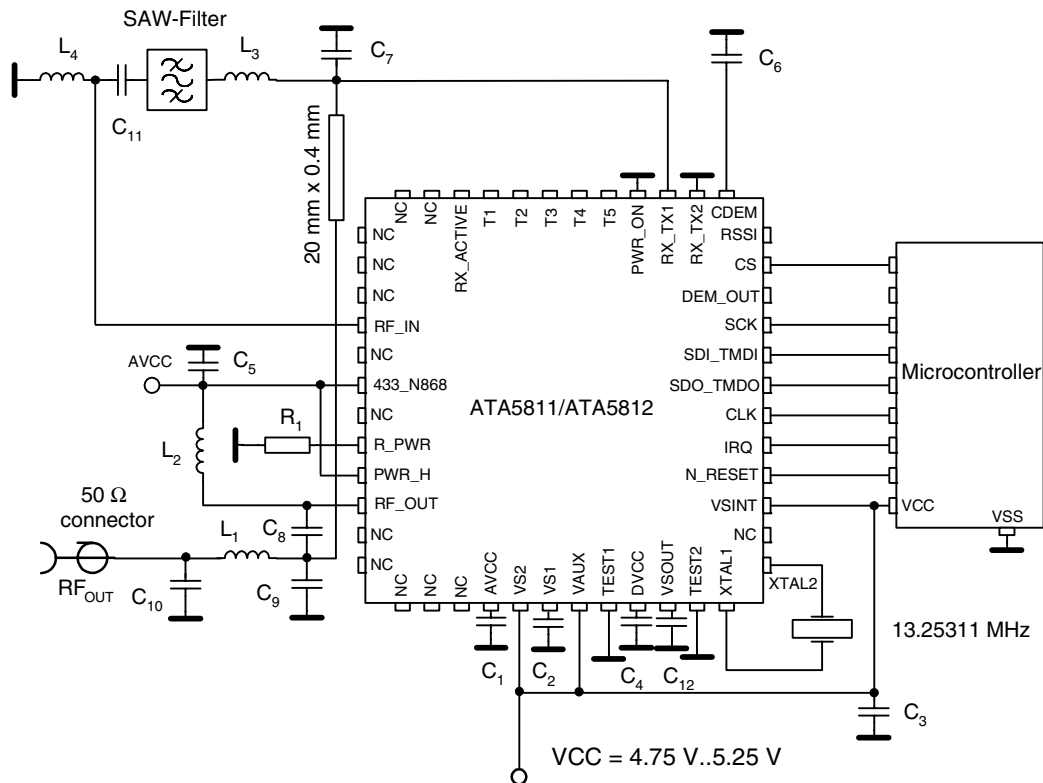 SAW-Filter
L4
L3
C7
C6
C11
20 mm x 0.4 mm
NC
NC
RX_ACTIVE
T1
T2
T3
T4
T5
PWR_ON
RX_TX1
RX_TX2
CDEM
NC
NC
NC
RF_IN
NC
433_N868
NC
R_PWR
PWR_H
RF_OUT
NC
NC
RSSI
CS
DEM_OUT
SCK
SDI_TMDI
SDO_TMDO
CLK
IRQ
N_RESET
VSINT
NC
XTAL2
ATA5811/ATA5812
Microcontroller
VCC
VSS
AVCC
C5
R1
L2
50 Ω
connector
L1
C8
RFOUT
C10
C9
NC
NC
NC
AVCC
VS2
VS1
VAUX
TEST1
DVCC
VSOUT
TEST2
XTAL1
13.25311 MHz
C1
C2
C4
C12
C3
VCC = 4.75 V..5.25 V